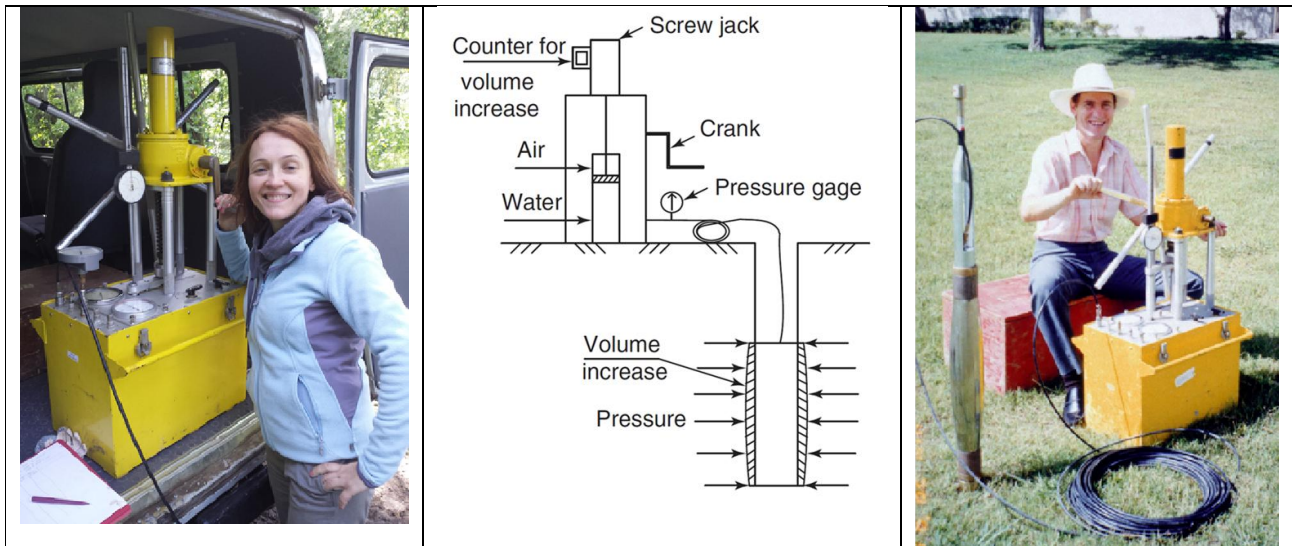 Screw jack
Counter for
volume
increase
Crank
Air
Pressure gage
Water
Volume
increase
Pressure